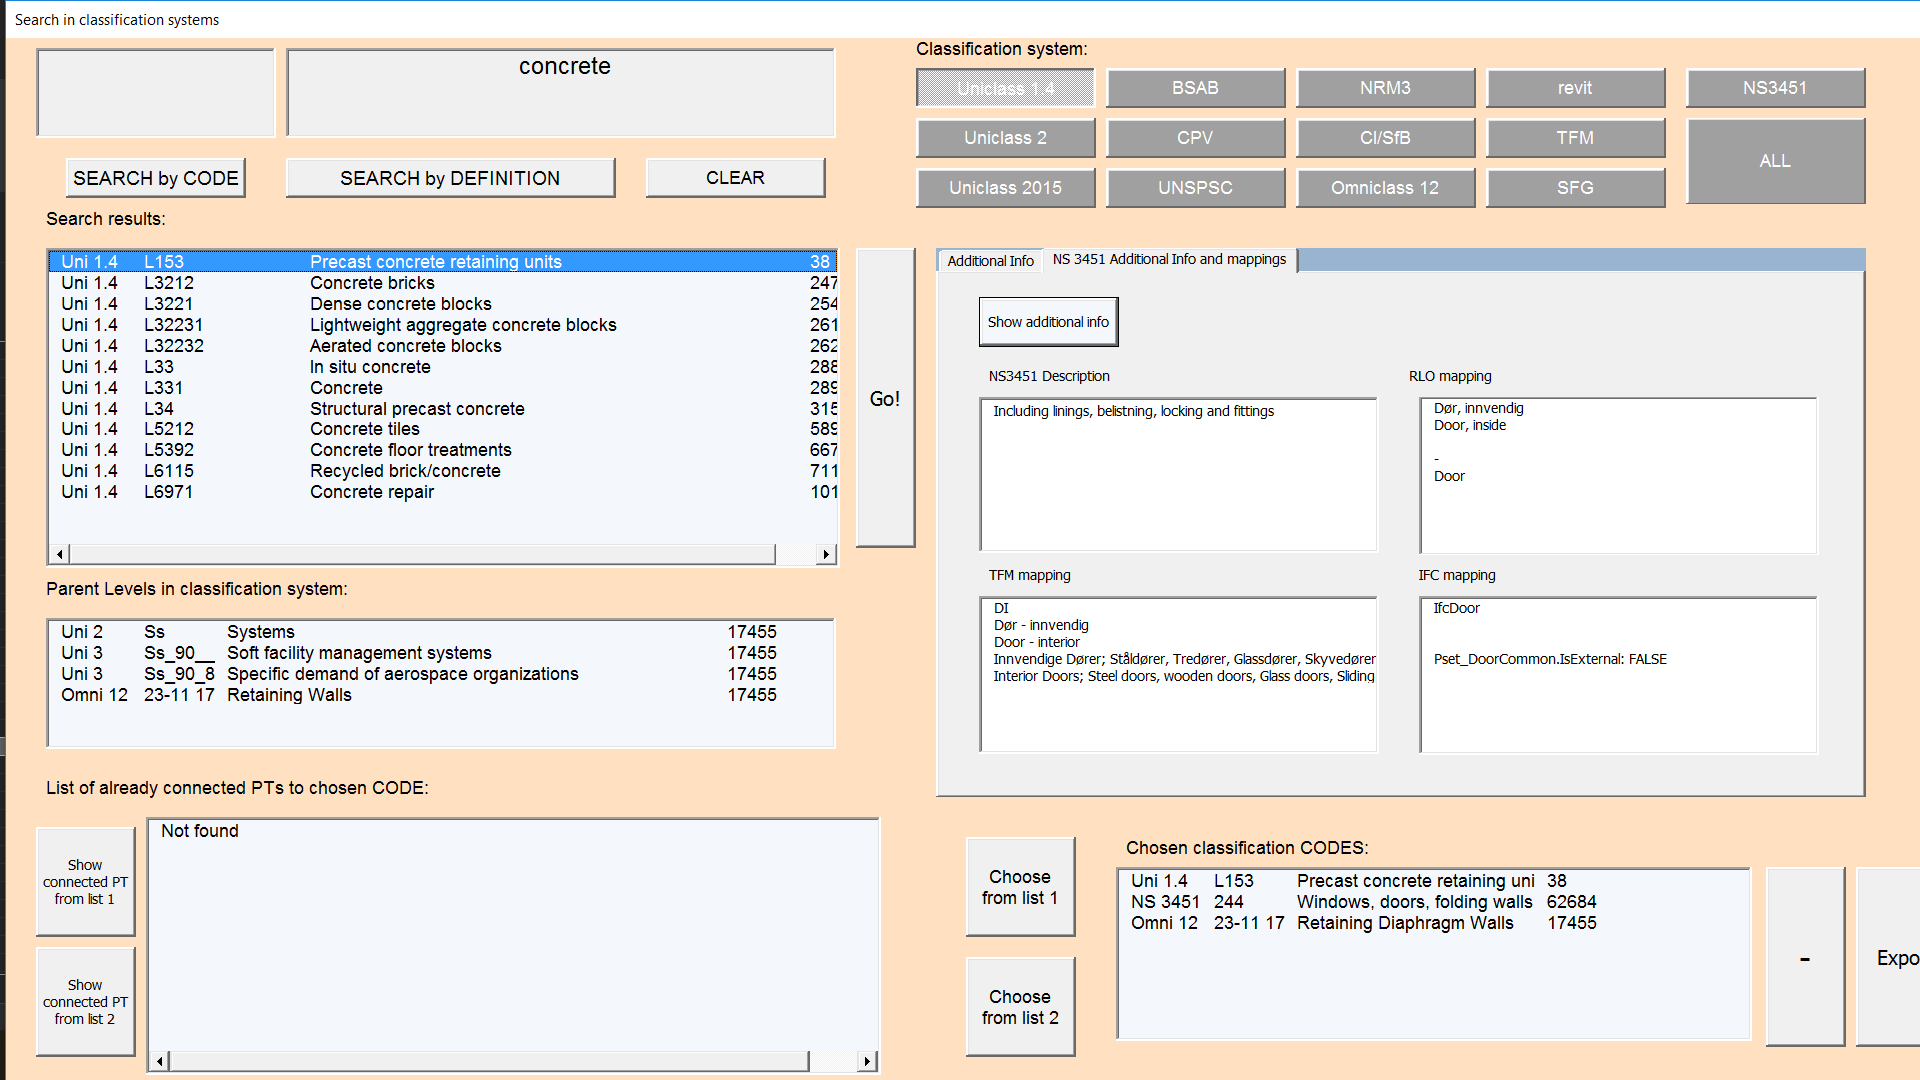 Search in classification systems
concrete
SEARCH by CODE
SEARCH by DEFINITION
CLEAR
Classification system:
Uniclass 1.4
BSAB
NRM3
revit
NS3451
Uniclass 2
CPV
CI/SfB
TFM
ALL
Uniclass 2015
UNSPSC
Omniclass 12
SFG
Search results:
Uni 1.4 L153 Precast concrete retaining units 38
Uni 1.4 L3212 Concrete bricks 247
Uni 1.4 L3221 Dense concrete blocks 254
Uni 1.4 L32231 Lightweight aggregate concrete blocks 261
Uni 1.4 L32232 Aerated concrete blocks 262
Uni 1.4 L33 In situ concrete 288
Uni 1.4 L331 Concrete 289
Uni 1.4 L34 Structural precast concrete 315
Uni 1.4 L5212 Concrete tiles 589
Uni 1.4 L5392 Concrete floor treatments 667
Uni 1.4 L6115 Recycled brick/concrete 711
Uni 1.4 L6971 Concrete repair 101
Go!
Additional Info
NS 3451 Additional Info and mappings
Show additional info
NS3451 Description
Including linings, belistning, locking and fittings
RLO mapping
Dør, innvendig
Door, inside
-
Door
TFM mapping
DI
Dør - innvendig
Door - interior
Innvendige Dører; Ståldører, Tredører, Glassdører, Skyvedører
Interior Doors; Steel doors, wooden doors, Glass doors, Sliding
IFC mapping
IfcDoor
Pset_DoorCommon.IsExternal: FALSE
Parent Levels in classification system:
Uni 2 Ss Systems 17455
Uni 3 Ss_90__ Soft facility management systems 17455
Uni 3 Ss_90_8 Specific demand of aerospace organizations 17455
Omni 12 23-11 17 Retaining Walls 17455
List of already connected PTs to chosen CODE:
Show
connected PT
from list 1
Show
connected PT
from list 2
Not found
Choose
from list 1
Choose
from list 2
Chosen classification CODES:
Uni 1.4 L153 Precast concrete retaining uni 38
NS 3451 244 Windows, doors, folding walls 62684
Omni 12 23-11 17 Retaining Diaphragm Walls 17455
-
Expo